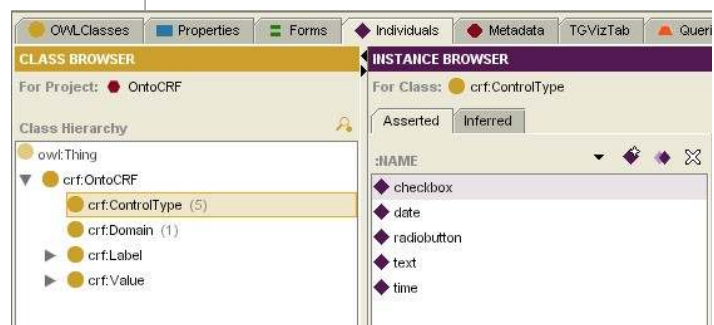 OWLClasses Properties Forms Individuals Metadata TGVizTab
CLASS BROWSER
For Project: OntoCRF
Class Hierarchy
owl:Thing
crf:OntoCRF
crf:ControlType (5)
crf:Domain (1)
crf:Label
crf:Value
INSTANCE BROWSER
For Class: crf:ControlType
Asserted Inferred
:NAME
checkbox
date
radiobutton
text
time